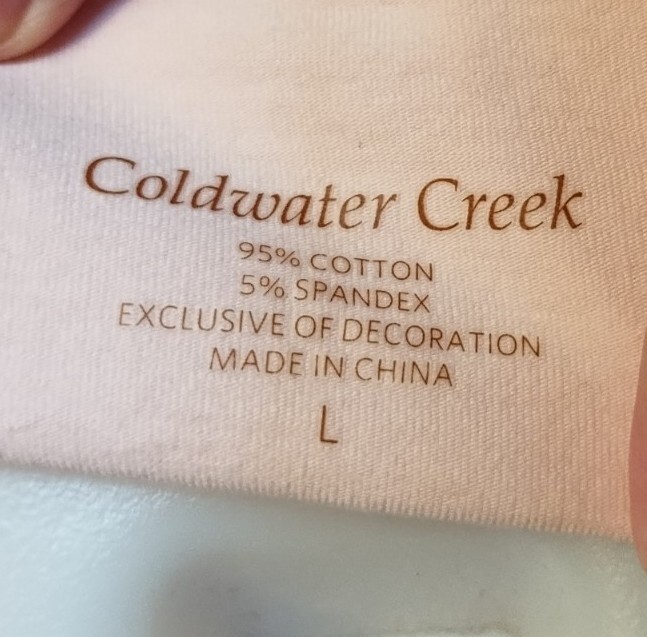 Coldwater Creek
95% COTTON
5% SPANDEX
EXCLUSIVE OF DECORATION
MADE IN CHINA
L